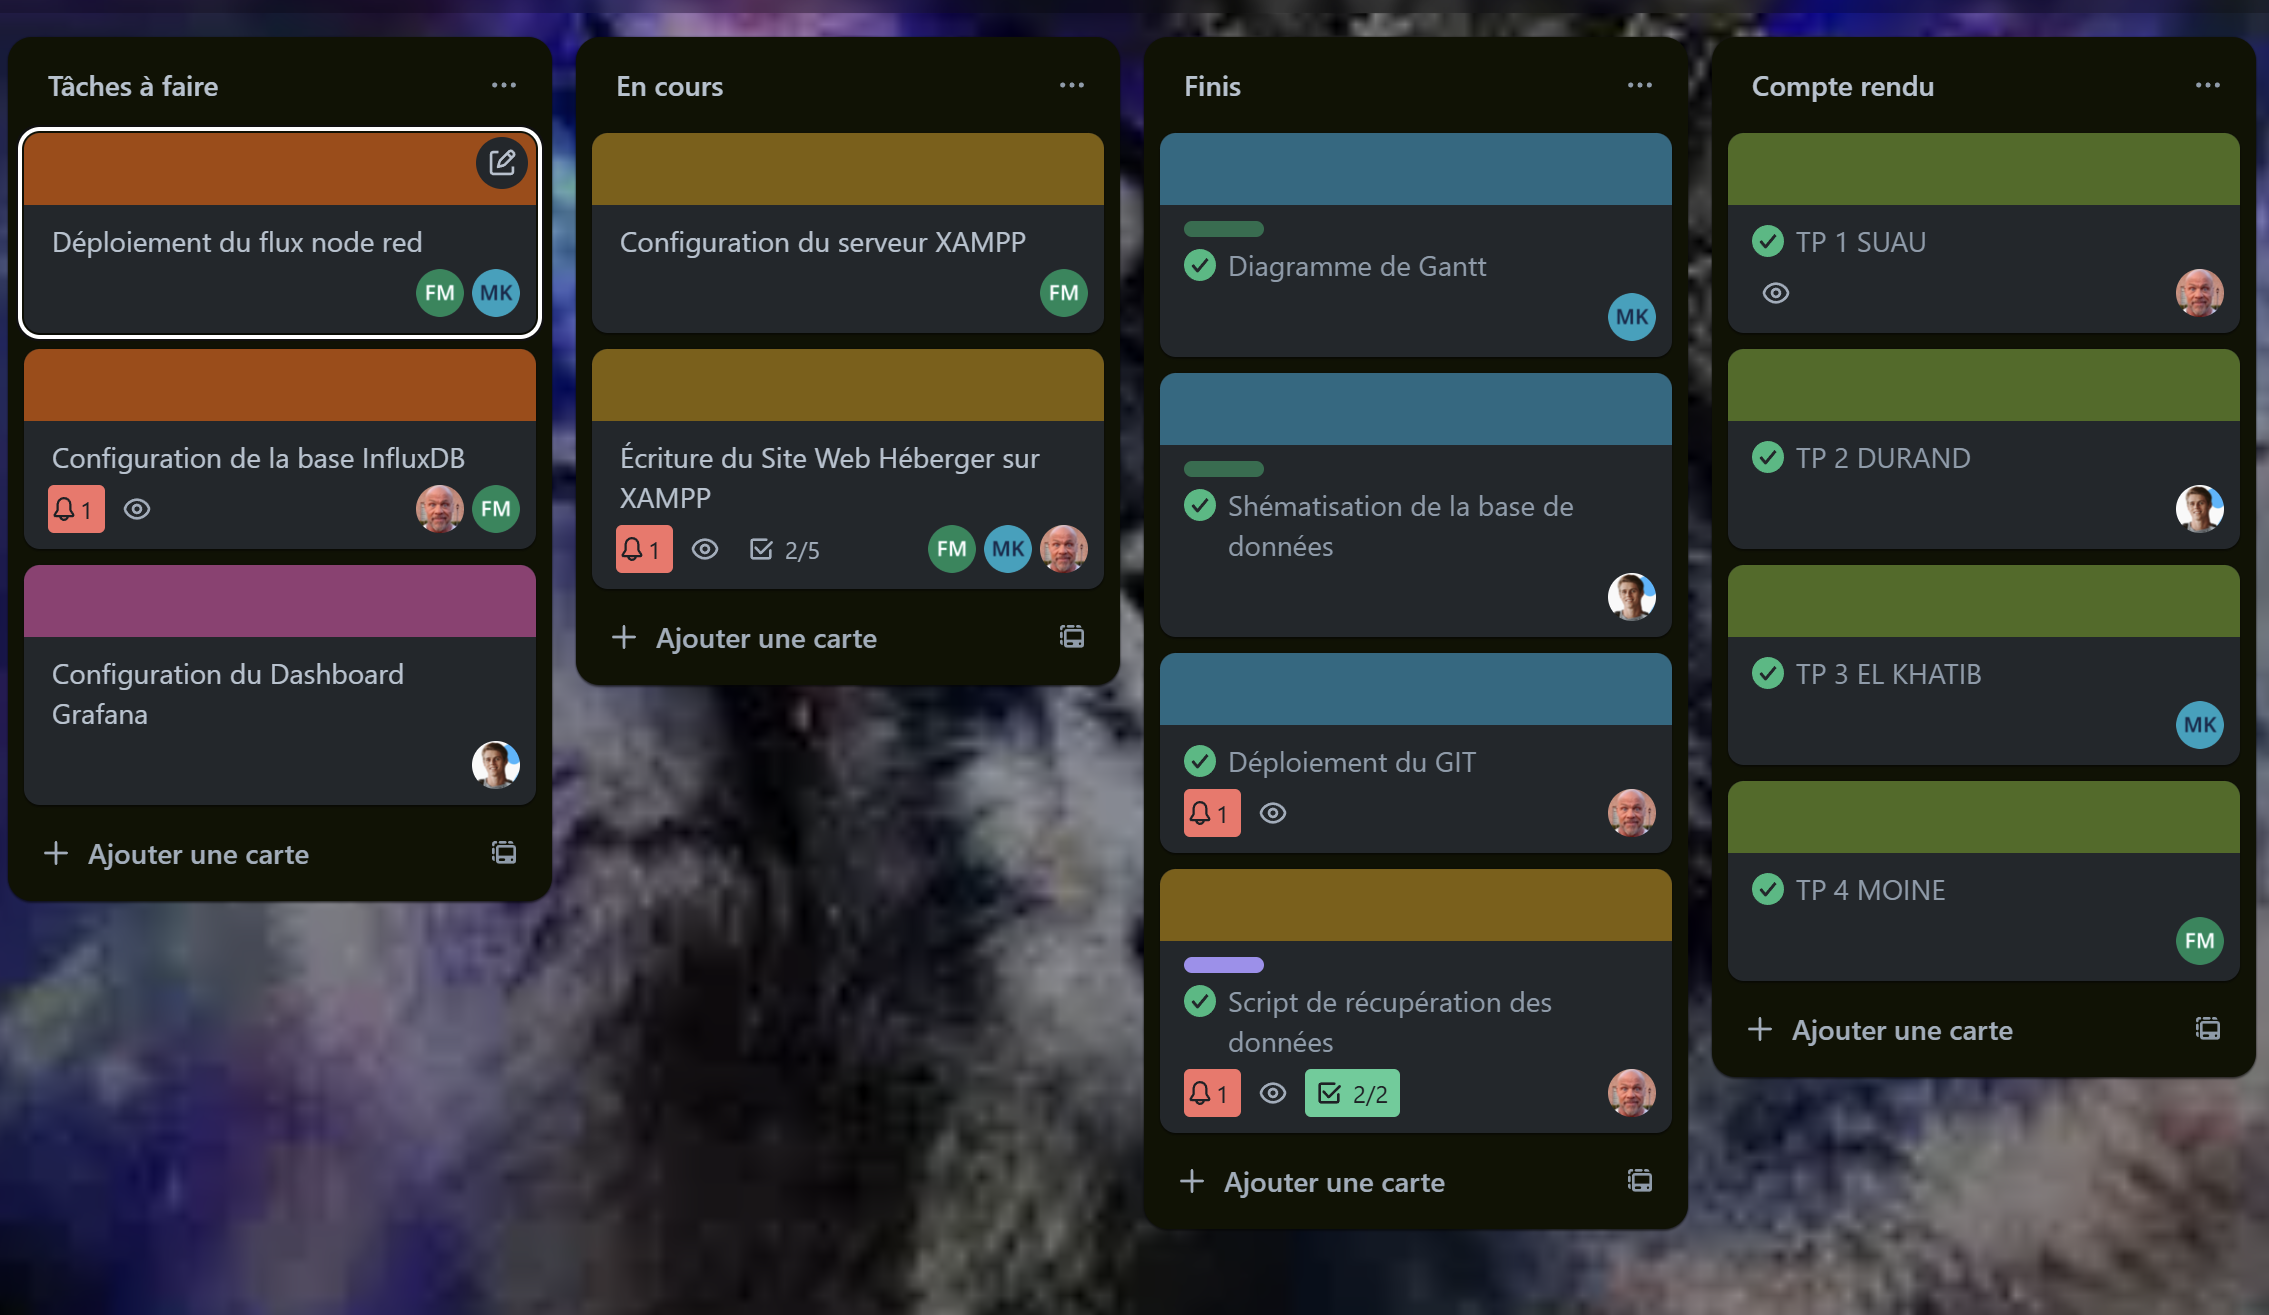 Tâches à faire
Déploiement du flux node red
FM MK
Configuration de la base InfluxDB
1 FM
Configuration du Dashboard
Grafana
Ajouter une carte
En cours
Configuration du serveur XAMPP
FM
Écriture du Site Web Héberger sur
XAMPP
1 2/5 FM MK
Ajouter une carte
Finis
Diagramme de Gantt
MK
Shématisation de la base de
données
Déploiement du GIT
1
Script de récupération des
données
1 2/2
Ajouter une carte
Compte rendu
TP 1 SUAU
TP 2 DURAND
TP 3 EL KHATIB
MK
TP 4 MOINE
FM
Ajouter une carte